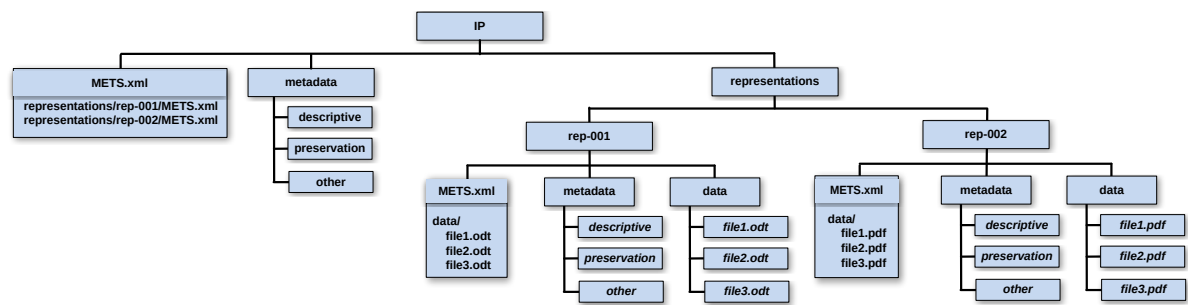 IP
METS.xml
representations/rep-001/METS.xml
representations/rep-002/METS.xml
metadata
descriptive
preservation
other
representations
rep-001
METS.xml
data/
file1.odt
file2.odt
file3.odt
metadata
descriptive
preservation
other
data
file1.odt
file2.odt
file3.odt
rep-002
METS.xml
data/
file1.pdf
file2.pdf
file3.pdf
metadata
descriptive
preservation
other
data
file1.pdf
file2.pdf
file3.pdf